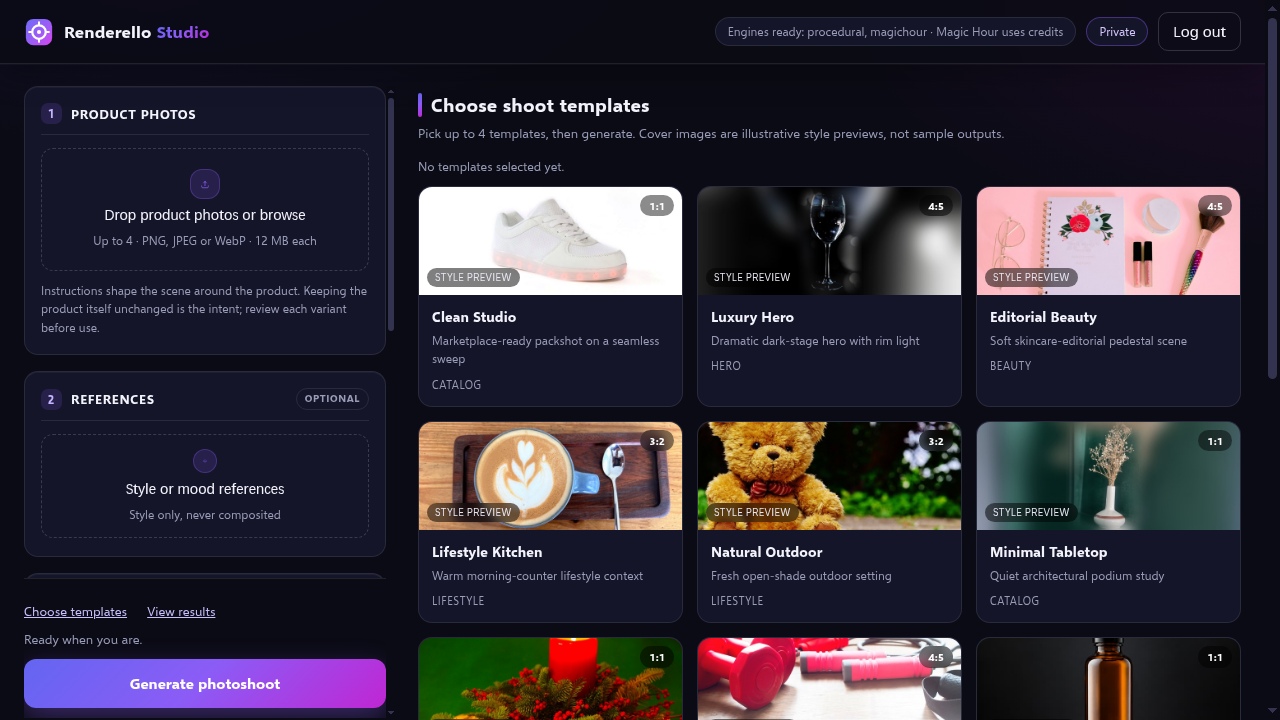 Renderello Studio
Engines ready: procedural, magichour · Magic Hour uses credits
Private
Log out
1
PRODUCT PHOTOS
Drop product photos or browse
Up to 4 · PNG, JPEG or WebP · 12 MB each
Instructions shape the scene around the product. Keeping the
product itself unchanged is the intent; review each variant
before use.
2
REFERENCES
OPTIONAL
Style or mood references
Style only, never composited
Choose templates
View results
Ready when you are.
Generate photoshoot
Choose shoot templates
Pick up to 4 templates, then generate. Cover images are illustrative style previews, not sample outputs.
No templates selected yet.
1:1
STYLE PREVIEW
Clean Studio
Marketplace-ready packshot on a seamless
sweep
CATALOG
4:5
STYLE PREVIEW
Luxury Hero
Dramatic dark-stage hero with rim light
HERO
4:5
STYLE PREVIEW
Editorial Beauty
Soft skincare-editorial pedestal scene
BEAUTY
3:2
STYLE PREVIEW
Lifestyle Kitchen
Warm morning-counter lifestyle context
LIFESTYLE
3:2
STYLE PREVIEW
Natural Outdoor
Fresh open-shade outdoor setting
LIFESTYLE
1:1
STYLE PREVIEW
Minimal Tabletop
Quiet architectural podium study
CATALOG
1:1
4:5
1:1